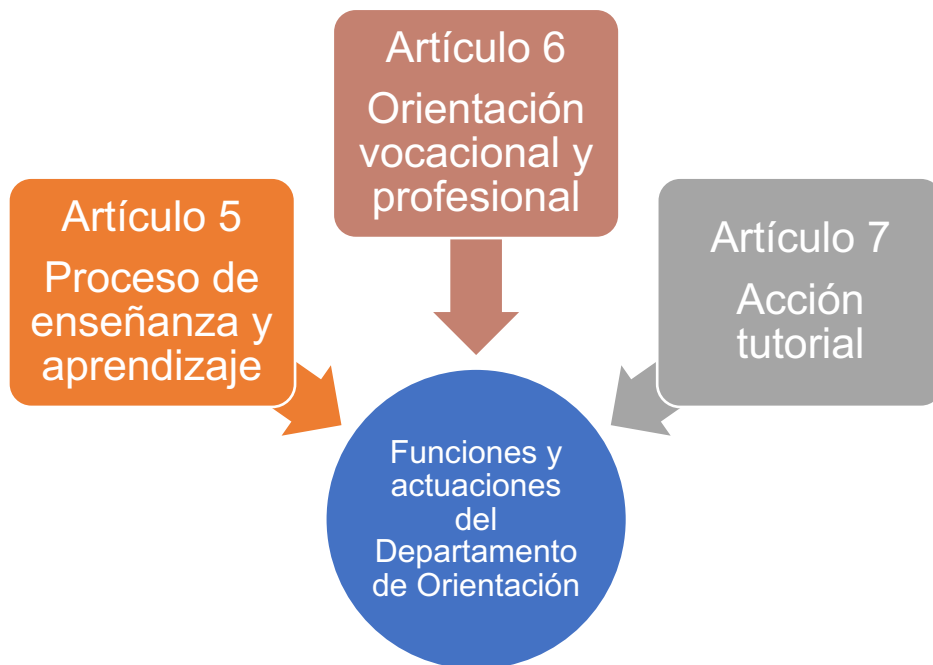 Artículo 6
Orientación
vocacional y
profesional
Artículo 5
Proceso de
enseñanza y
aprendizaje
Artículo 7
Acción
tutorial
Funciones y
actuaciones
del
Departamento
de Orientación